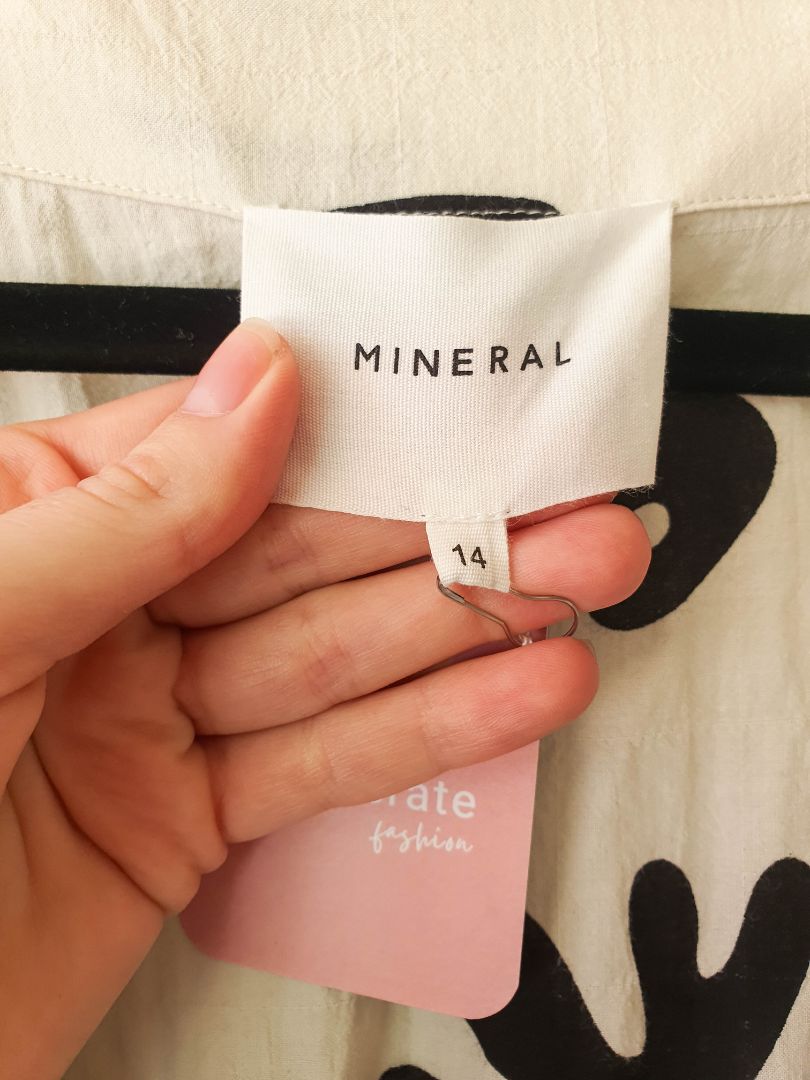 MINERAL
14
rate
fashion